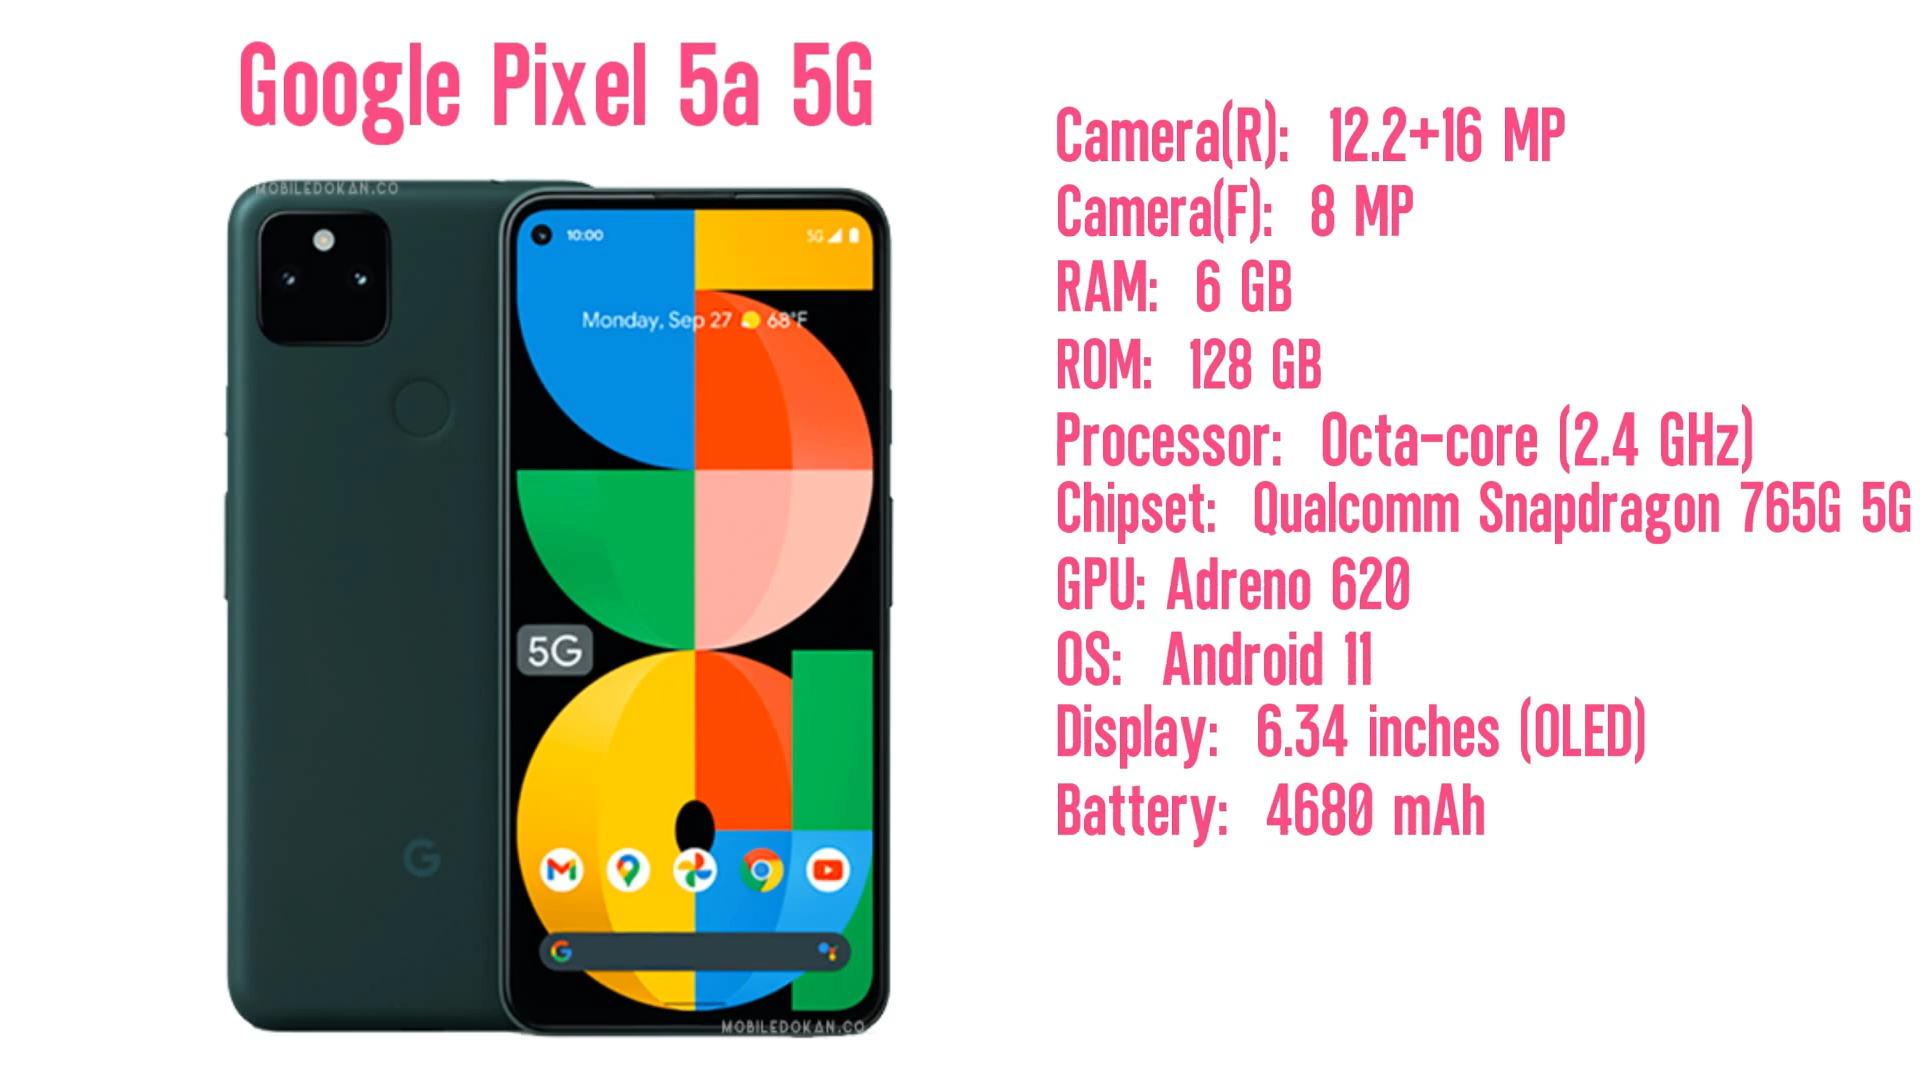 Google Pixel 5a 5G
MOBILEDOKAN.CO
10:00
5G
Monday, Sep 27 68°F
5G
G
G
MOBILEDOKAN.CO
Camera(R): 12.2+16 MP
Camera(F): 8 MP
RAM: 6 GB
ROM: 128 GB
Processor: Octa-core (2.4 GHz)
Chipset: Qualcomm Snapdragon 765G 5G
GPU: Adreno 620
OS: Android 11
Display: 6.34 inches (OLED)
Battery: 4680 mAh